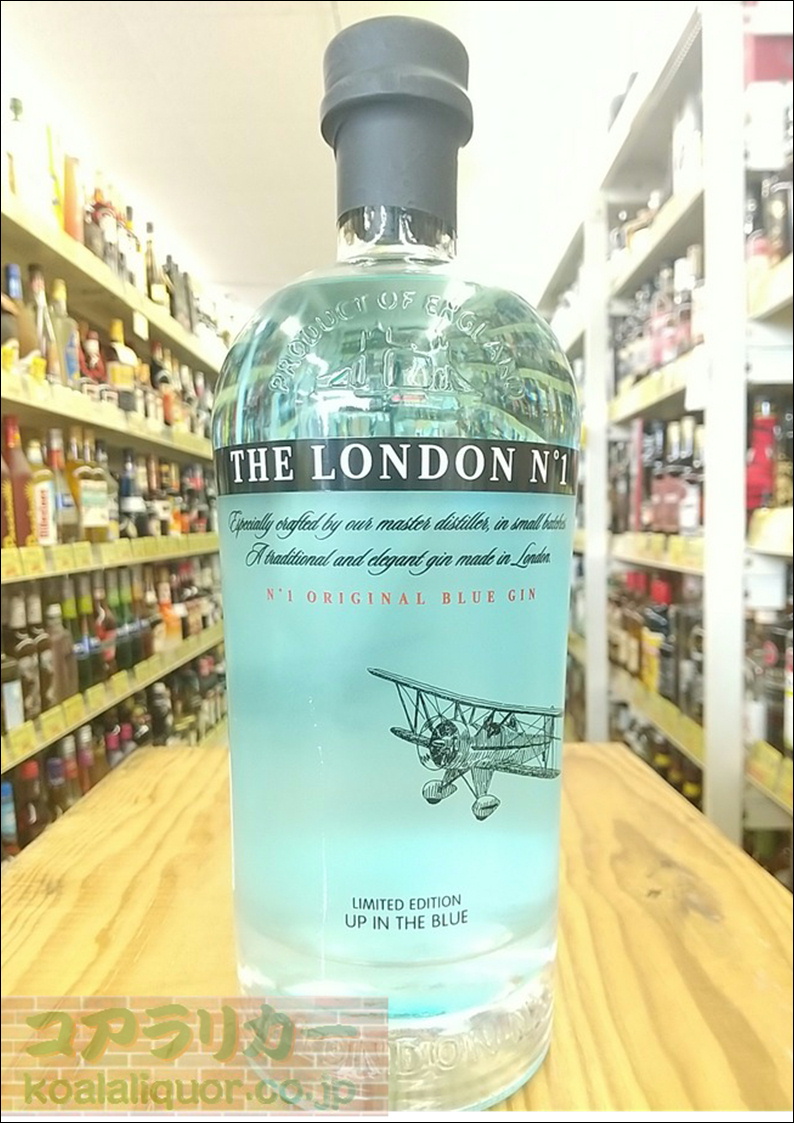 PRODUCT OF ENGLAND
THE LONDON N°1
Especially crafted by our master distiller, in small batches
A traditional and elegant gin made in London.
N°1 ORIGINAL BLUE GIN
LIMITED EDITION
UP IN THE BLUE
コアラリカー
koalaliquor.co.jp